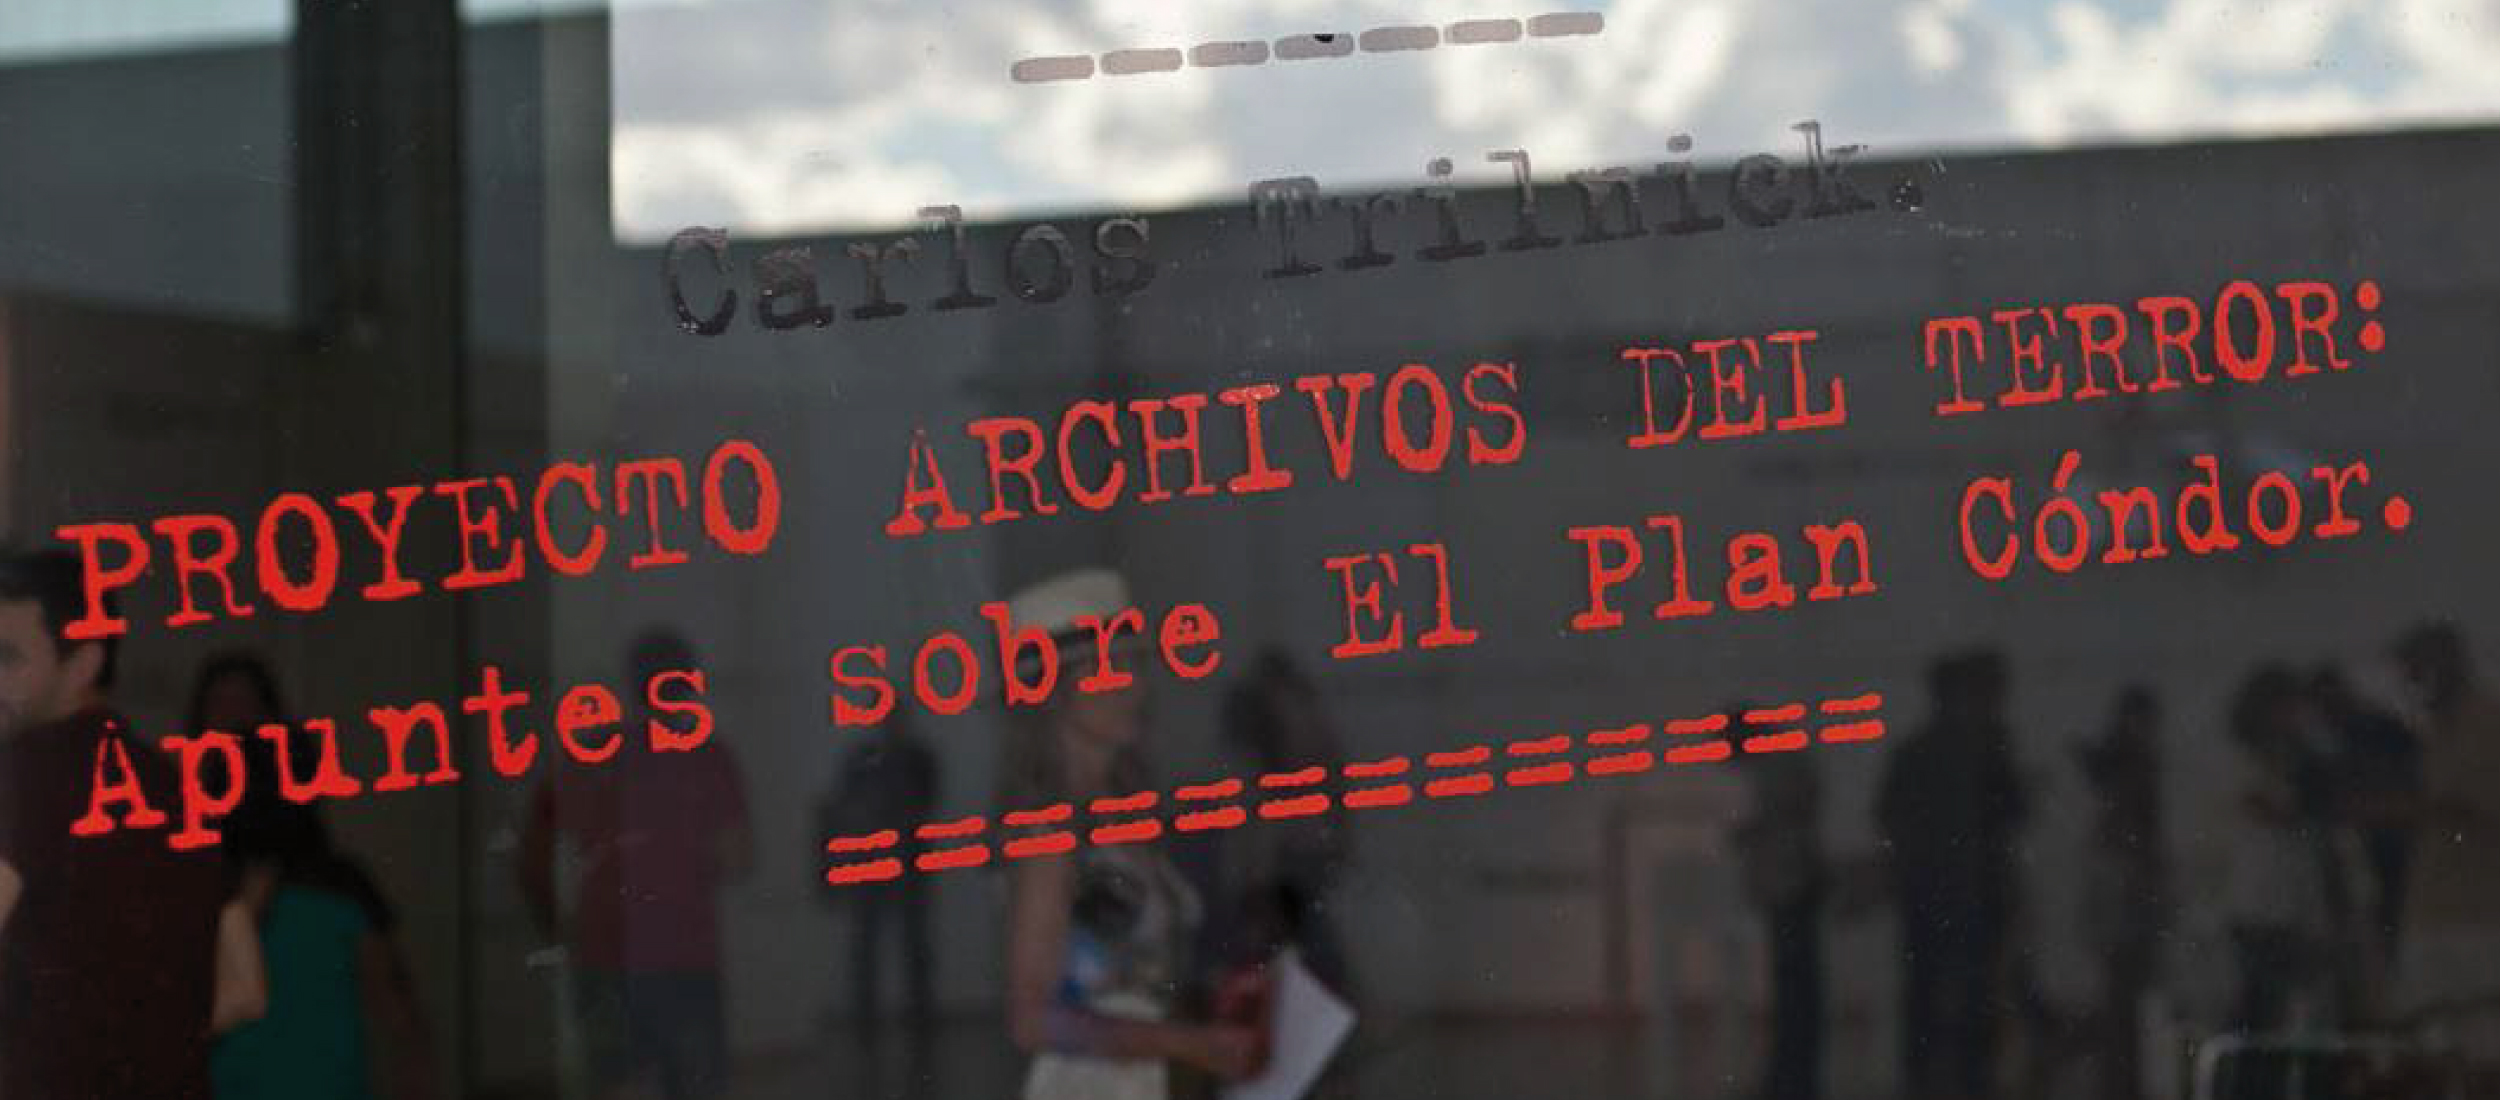 -------
Carlos Trilnick.
PROYECTO ARCHIVOS DEL TERROR:
Apuntes sobre El Plan Cóndor.
=============